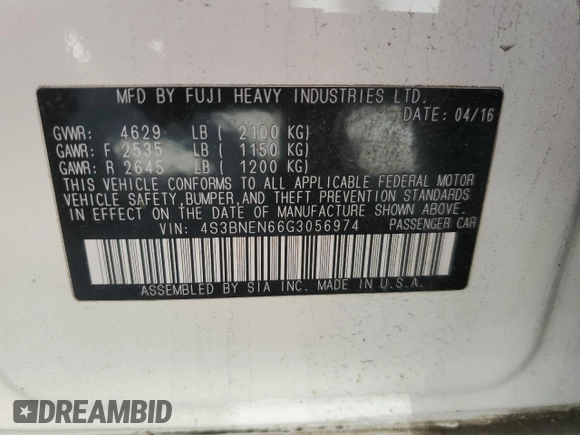 MFD BY FUJI HEAVY INDUSTRIES LTD.
DATE: 04/16
GVWR: 4629 LB ( 2100 KG)
GAWR: F 2535 LB ( 1150 KG)
GAWR: R 2645 LB ( 1200 KG)
THIS VEHICLE CONFORMS TO ALL APPLICABLE FEDERAL MOTOR
VEHICLE SAFETY, BUMPER, AND THEFT PREVENTION STANDARDS
IN EFFECT ON THE DATE OF MANUFACTURE SHOWN ABOVE.
VIN: 4S3BNEN66G3056974 PASSENGER CAR
ASSEMBLED BY SIA INC. MADE IN U.S.A.
DREAMBID